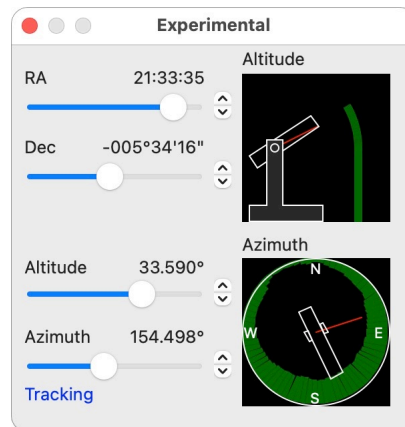 Experimental
RA 21:33:35
Dec -005°34'16"
Altitude
Altitude 33.590°
Azimuth 154.498°
Tracking
Azimuth
N
W E
S